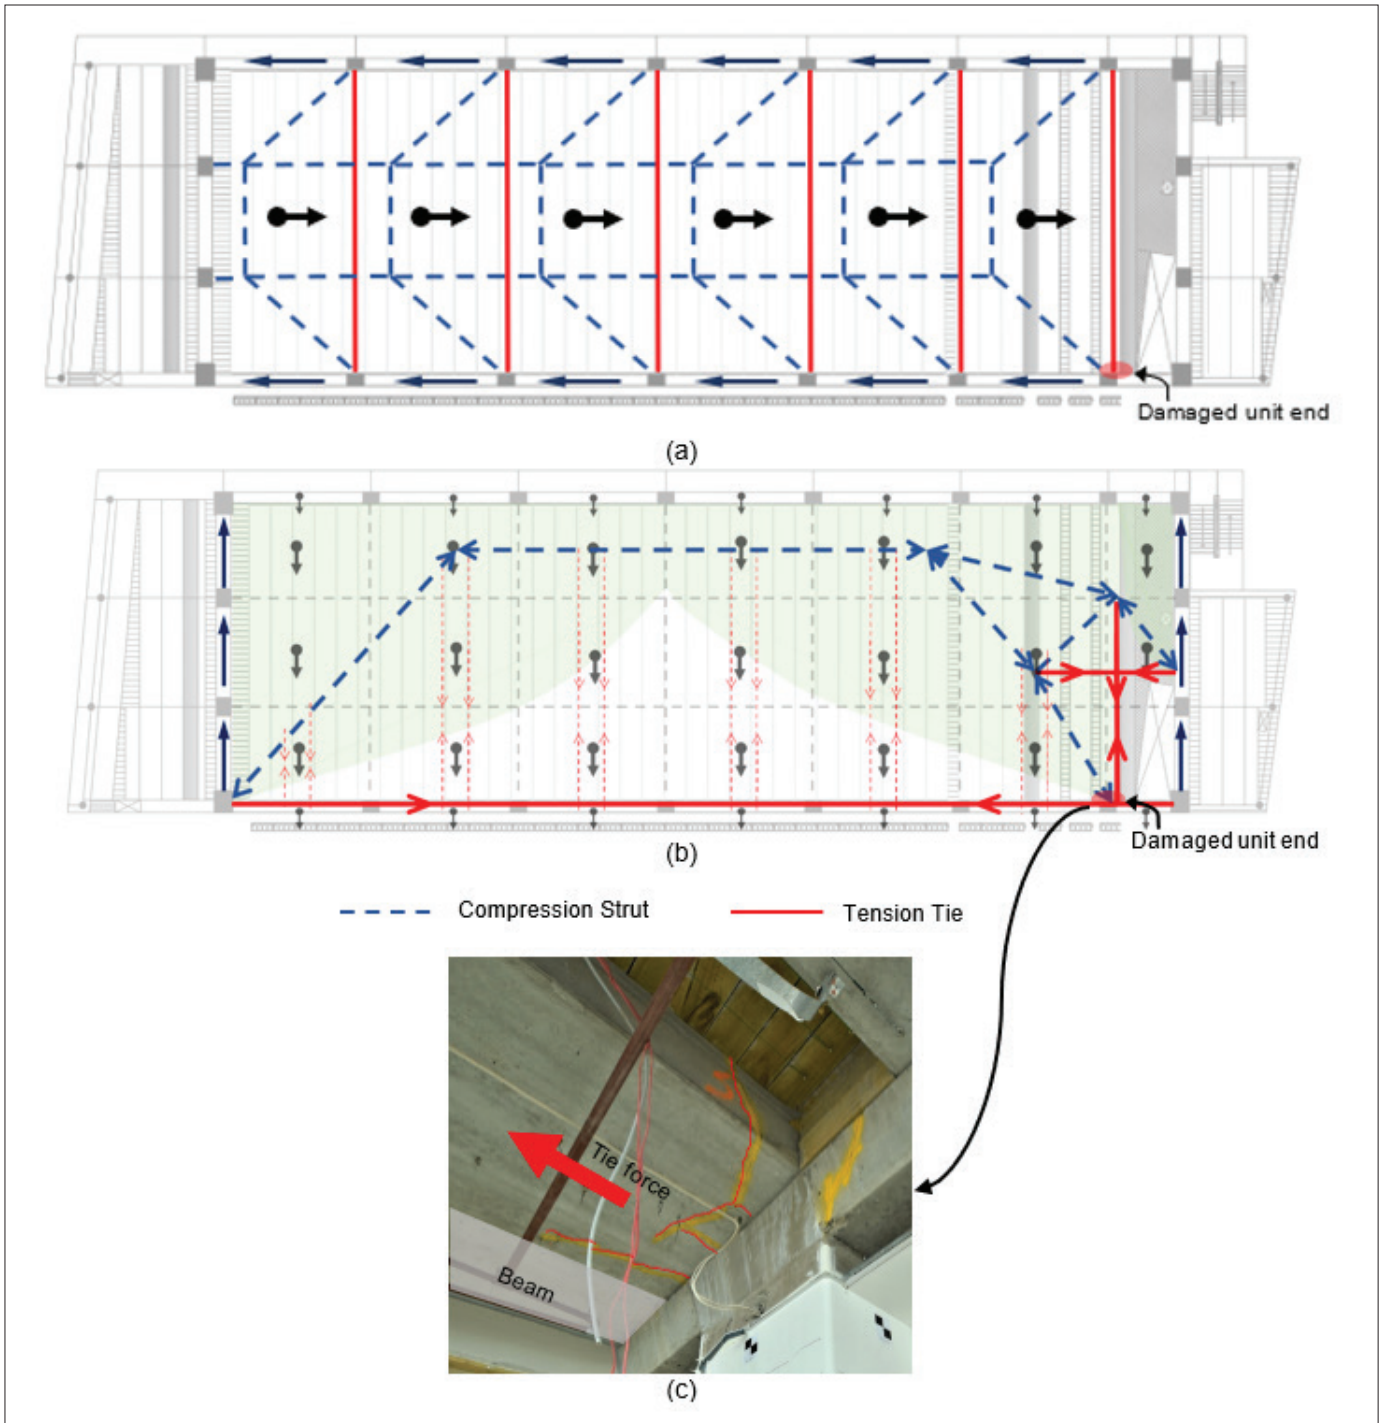 Damaged unit end
(a)
Damaged unit end
(b)
Compression Strut
Tension Tie
Tie force
Beam
(c)